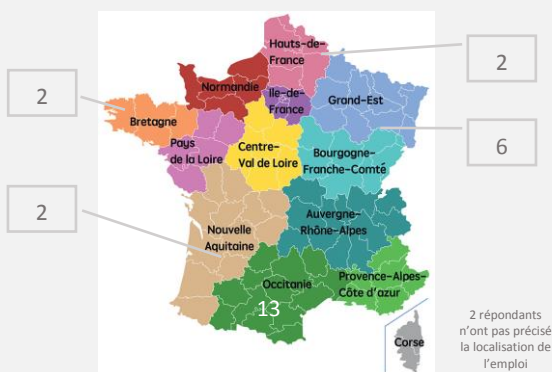 Hauts-de-
France
2
Normandie
Ile-de-
France
Grand-Est
2
Bretagne
Pays
de la Loire
Centre-
Val de Loire
Bourgogne-
Franche-Comté
6
2
Nouvelle
Aquitaine
Auvergne-
Rhône-Alpes
Occitanie
13
Provence-Alpes-
Côte d'azur
Corse
2 répondants
n'ont pas précisé
la localisation de
l'emploi